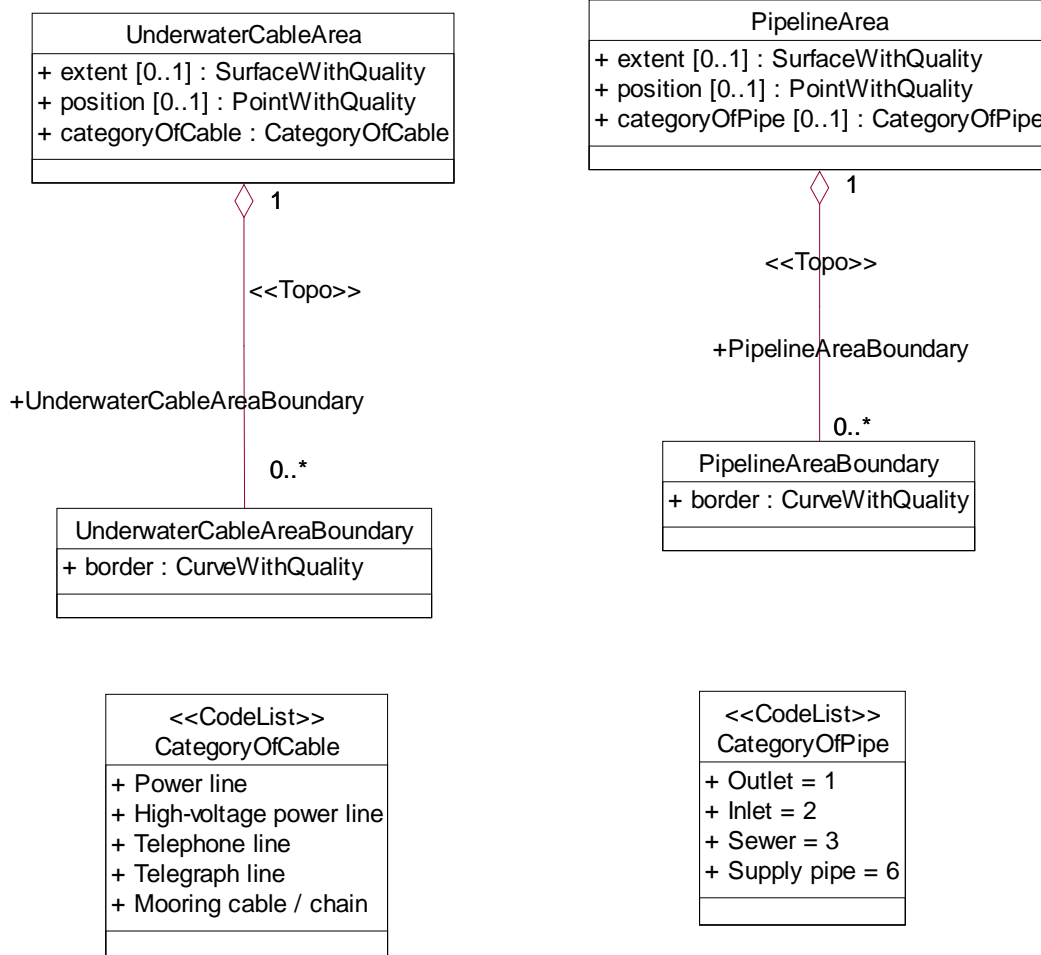 UnderwaterCableArea
+ extent [0..1] : SurfaceWithQuality
+ position [0..1] : PointWithQuality
+ categoryOfCable : CategoryOfCable
1
<<Topo>>
+UnderwaterCableAreaBoundary
0..*
UnderwaterCableAreaBoundary
+ border : CurveWithQuality
<<CodeList>>
CategoryOfCable
+ Power line
+ High-voltage power line
+ Telephone line
+ Telegraph line
+ Mooring cable / chain
PipelineArea
+ extent [0..1] : SurfaceWithQuality
+ position [0..1] : PointWithQuality
+ categoryOfPipe [0..1] : CategoryOfPipe
1
<<Topo>>
+PipelineAreaBoundary
0..*
PipelineAreaBoundary
+ border : CurveWithQuality
<<CodeList>>
CategoryOfPipe
+ Outlet = 1
+ Inlet = 2
+ Sewer = 3
+ Supply pipe = 6